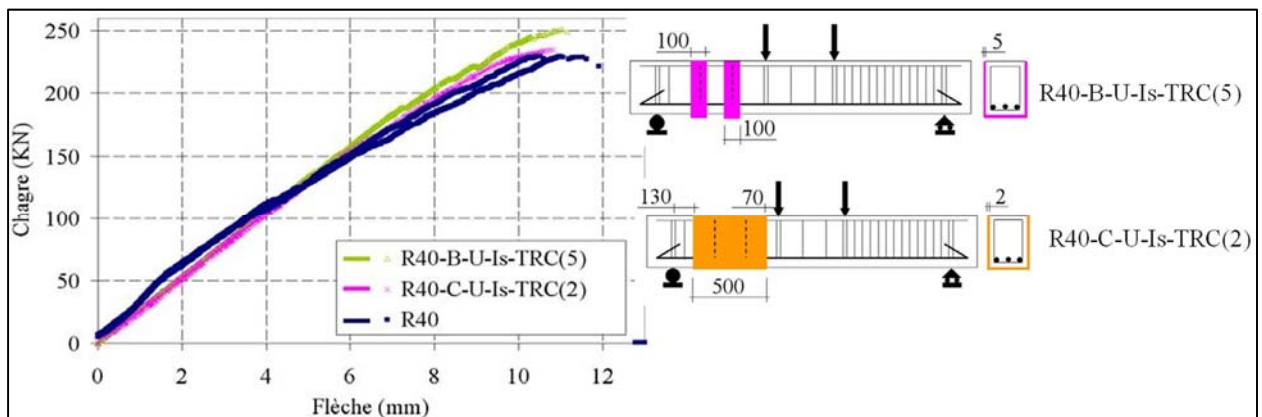 Chagre (KN)
250
200
150
100
50
0
0
2
4
6
8
10
12
Flèche (mm)
R40-B-U-Is-TRC(5)
R40-C-U-Is-TRC(2)
R40
100
5
R40-B-U-Is-TRC(5)
100
130
70
2
R40-C-U-Is-TRC(2)
500